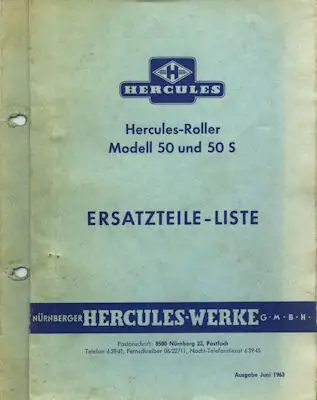 H
HERCULES
Hercules-Roller
Modell 50 und 50 S
ERSATZTEILE-LISTE
NÜRNBERGER HERCULES-WERKE G·M·B·H·
Postanschrift: 8500 Nürnberg 22, Postfach
Telefon 63941, Fernschreiber 06/22711, Nacht-Telefondienst 63945
Ausgabe Juni 1963